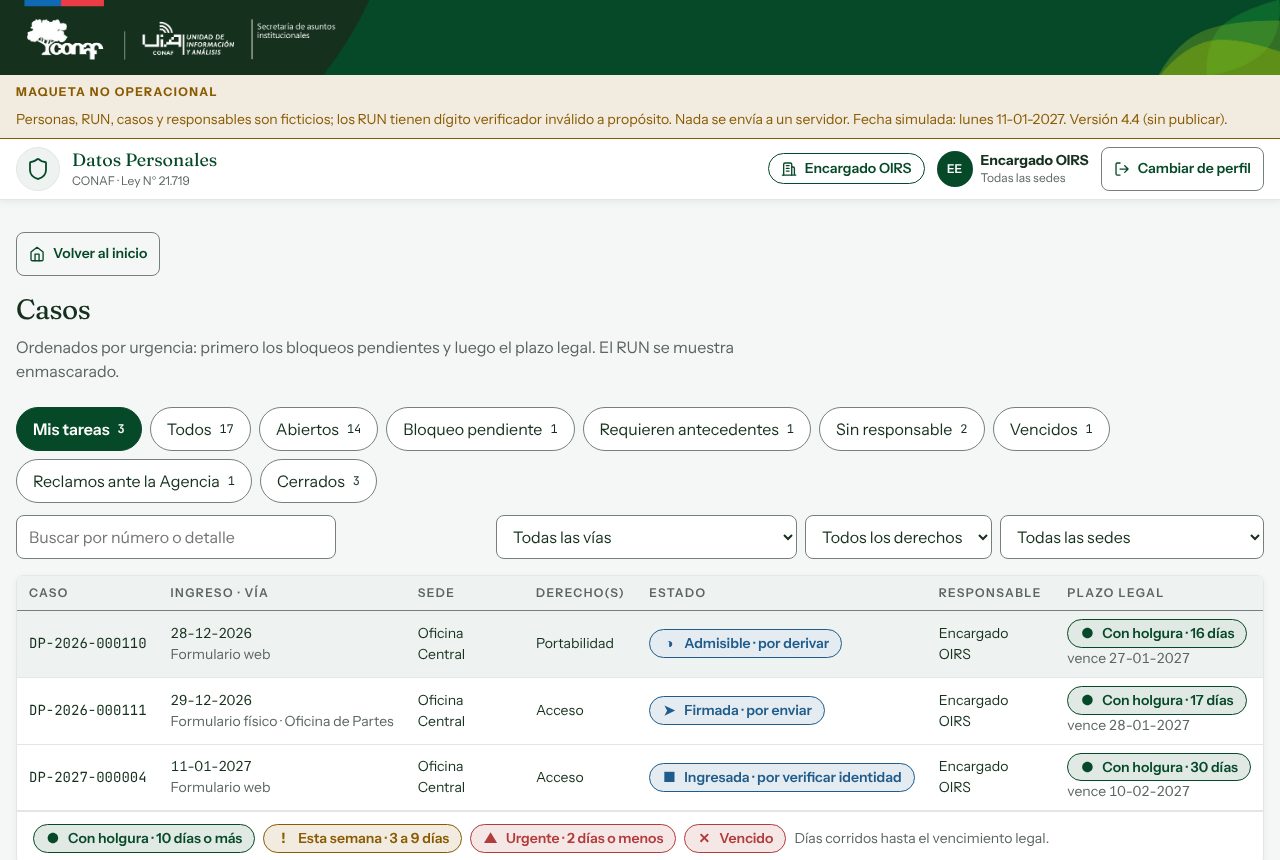 conaf
UiA
CONAF
UNIDAD DE
INFORMACIÓN
Y ANÁLISIS
Secretaría de asuntos
institucionales
MAQUETA NO OPERACIONAL
Personas, RUN, casos y responsables son ficticios; los RUN tienen dígito verificador inválido a propósito. Nada se envía a un servidor. Fecha simulada: lunes 11-01-2027. Versión 4.4 (sin publicar).
Datos Personales
CONAF · Ley N° 21.719
Encargado OIRS
EE
Encargado OIRS
Todas las sedes
Cambiar de perfil
Volver al inicio
Casos
Ordenados por urgencia: primero los bloqueos pendientes y luego el plazo legal. El RUN se muestra
enmascarado.
Mis tareas 3
Todos 17
Abiertos 14
Bloqueo pendiente 1
Requieren antecedentes 1
Sin responsable 2
Vencidos 1
Reclamos ante la Agencia 1
Cerrados 3
Buscar por número o detalle
Todas las vías
Todos los derechos
Todas las sedes
CASO INGRESO · VÍA SEDE DERECHO(S) ESTADO RESPONSABLE PLAZO LEGAL
DP-2026-000110
28-12-2026
Formulario web
Oficina
Central
Portabilidad
Admisible · por derivar
Encargado
OIRS
Con holgura · 16 días
vence 27-01-2027
DP-2026-000111
29-12-2026
Formulario físico · Oficina de Partes
Oficina
Central
Acceso
Firmada · por enviar
Encargado
OIRS
Con holgura · 17 días
vence 28-01-2027
DP-2027-000004
11-01-2027
Formulario web
Oficina
Central
Acceso
Ingresada · por verificar identidad
Encargado
OIRS
Con holgura · 30 días
vence 10-02-2027
Con holgura · 10 días o más
! Esta semana · 3 a 9 días
Urgente · 2 días o menos
Vencido
Días corridos hasta el vencimiento legal.